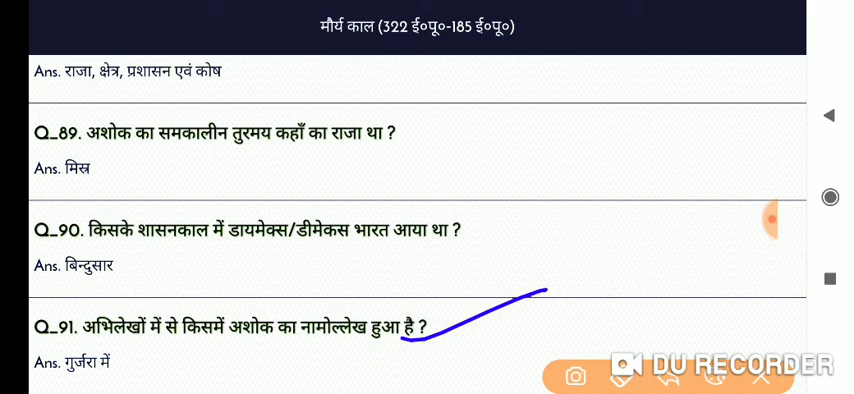 मौर्य काल (322 ई०पू०-185 ई०पू०)
Ans. राजा, क्षेत्र, प्रशासन एवं कोष
Q_89. अशोक का समकालीन तुरमय कहाँ का राजा था ?
Ans. मिस्त्र
Q_90. किसके शासनकाल में डायमेक्स/डीमेकस भारत आया था ?
Ans. बिन्दुसार
Q_91. अभिलेखों में से किसमें अशोक का नामोल्लेख हुआ है ?
Ans. गुर्जरा में
DU RECORDER